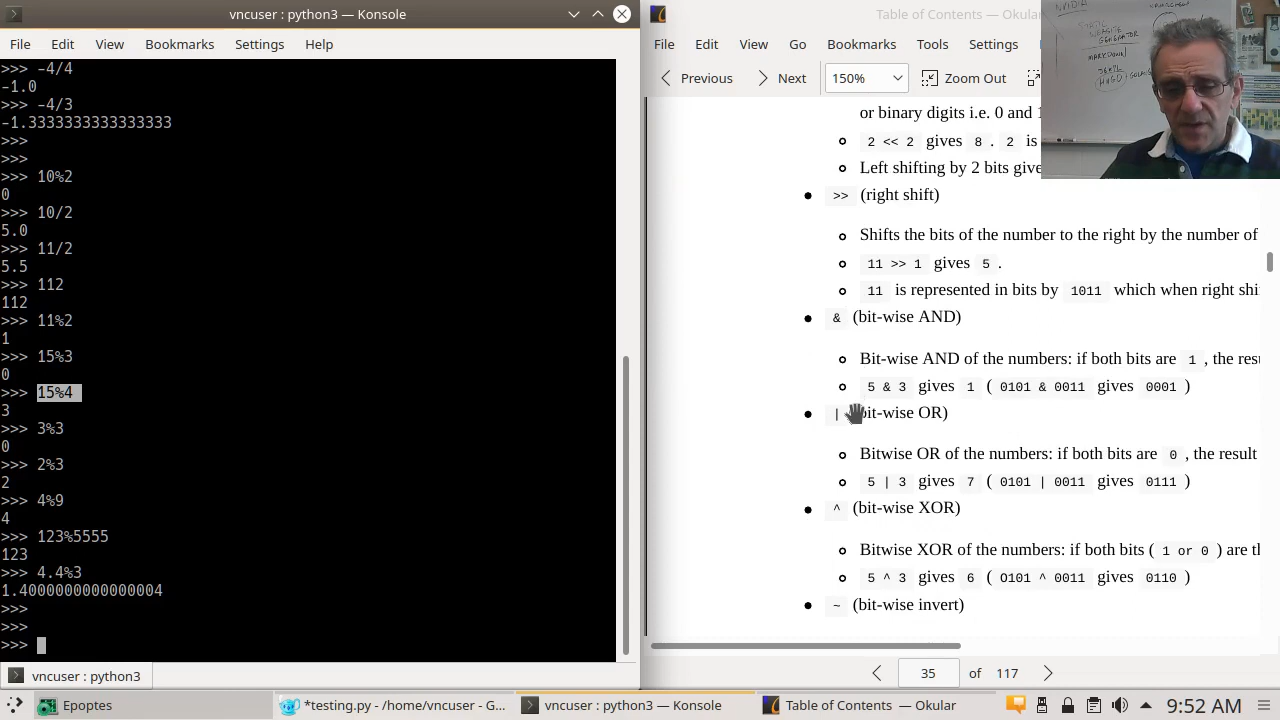 vncuser : python3 — Konsole
File Edit View Bookmarks Settings Help
>>> -4/4
-1.0
>>> -4/3
-1.3333333333333333
>>>
>>>
>>> 10%2
0
>>> 10/2
5.0
>>> 11/2
5.5
>>> 112
112
>>> 11%2
1
>>> 15%3
0
>>> 15%4
3
>>> 3%3
0
>>> 2%3
2
>>> 4%9
4
>>> 123%5555
123
>>> 4.4%3
1.4000000000000004
>>>
>>>
>>>
vncuser : python3
Table of Contents — Okular
File Edit View Go Bookmarks Tools Settings
Previous Next 150% Zoom Out
or binary digits i.e. 0 and 1
2 << 2 gives 8 . 2 is
Left shifting by 2 bits give
>> (right shift)
Shifts the bits of the number to the right by the number of
11 >> 1 gives 5 .
11 is represented in bits by 1011 which when right shi
& (bit-wise AND)
Bit-wise AND of the numbers: if both bits are 1 , the resu
5 & 3 gives 1 ( 0101 & 0011 gives 0001 )
| bit-wise OR)
Bitwise OR of the numbers: if both bits are 0 , the result
5 | 3 gives 7 ( 0101 | 0011 gives 0111 )
^ (bit-wise XOR)
Bitwise XOR of the numbers: if both bits ( 1 or 0 ) are th
5 ^ 3 gives 6 ( O101 ^ 0011 gives 0110 )
~ (bit-wise invert)
35 of 117
STATIC
WEBSITE
GENERATOR
MARKDOWN
Epoptes *testing.py - /home/vncuser - G... vncuser : python3 — Konsole Table of Contents — Okular 9:52 AM